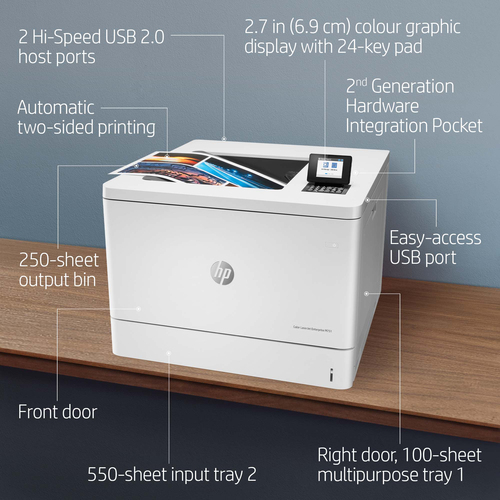 2 Hi-Speed USB 2.0
host ports
2.7 in (6.9 cm) colour graphic
display with 24-key pad
2nd Generation
Hardware
Integration Pocket
Automatic
two-sided printing
Easy-access
USB port
250-sheet
output bin
hp
Front door
550-sheet input tray 2
Right door, 100-sheet
multipurpose tray 1